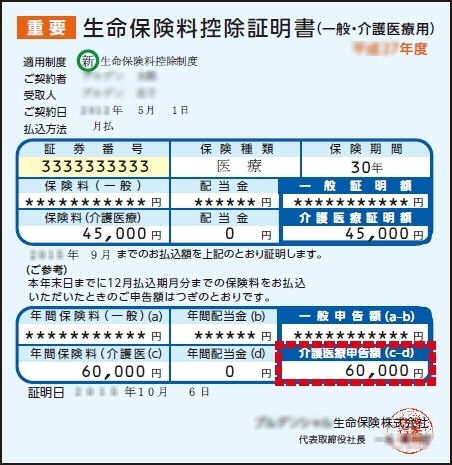 重要 生命保険料控除証明書(一般・介護医療用)
年度
適用制度 新 生命保険料控除制度
ご契約者
受取人
ご契約日 年 5月 1日
払込方法 月払
証券番号 保険種類 保険期間
3333333333 医療 30年
保険料(一般) 配当金 一般証明額
***********円 ******円 ***********円
保険料(介護医療) 配当金 介護医療証明額
45,000円 0円 45,000円
年 9月までのお払込額を上記のとおり証明します。
(ご参考)
本年末日までに12月払込期月分までの保険料をお払込
いただいたときのご申告額はつぎのとおりです。
年間保険料(一般)(a) 年間配当金(b) 一般申告額(a-b)
***********円 ******円 ***********円
年間保険料(介護医)(c) 年間配当金(d) 介護医療申告額(c-d)
60,000円 0円 60,000円
証明日 年10月 6日
生命保険株式会社
代表取締役社長